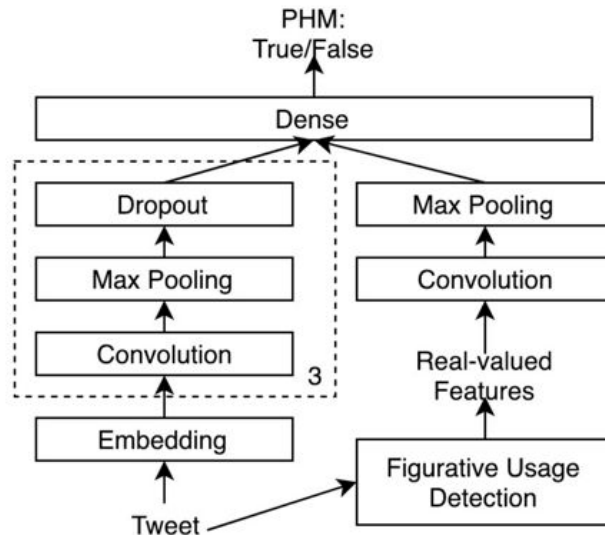 PHM:
True/False
Dense
Dropout
Max Pooling
Convolution
3
Embedding
Tweet
Max Pooling
Convolution
Real-valued
Features
Figurative Usage
Detection